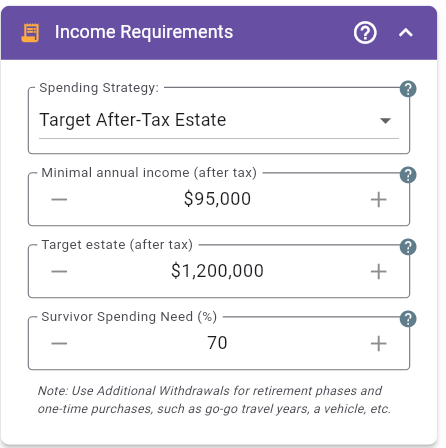 Income Requirements ?
Spending Strategy: ?
Target After-Tax Estate
Minimal annual income (after tax) ?
− $95,000 +
Target estate (after tax) ?
− $1,200,000 +
Survivor Spending Need (%) ?
− 70 +
Note: Use Additional Withdrawals for retirement phases and
one-time purchases, such as go-go travel years, a vehicle, etc.